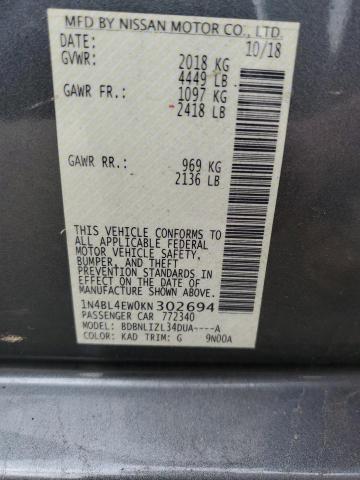 MFD BY NISSAN MOTOR CO., LTD.
DATE: 10/18
GVWR: 2018 KG
4449 LB
GAWR FR: 1097 KG
2418 LB
GAWR RR: 969 KG
2136 LB
THIS VEHICLE CONFORMS TO
ALL APPLICABLE FEDERAL
MOTOR VEHICLE SAFETY,
BUMPER, AND THEFT
PREVENTION STANDARDS
IN EFFECT ON THE DATE OF
MANUFACTURE SHOWN ABOVE.
1N4BL4EW0KN302694
PASSENGER CAR 772340
MODEL: BDBNLIZL34DUA----A
COLOR: KAD TRIM: G 9N00A